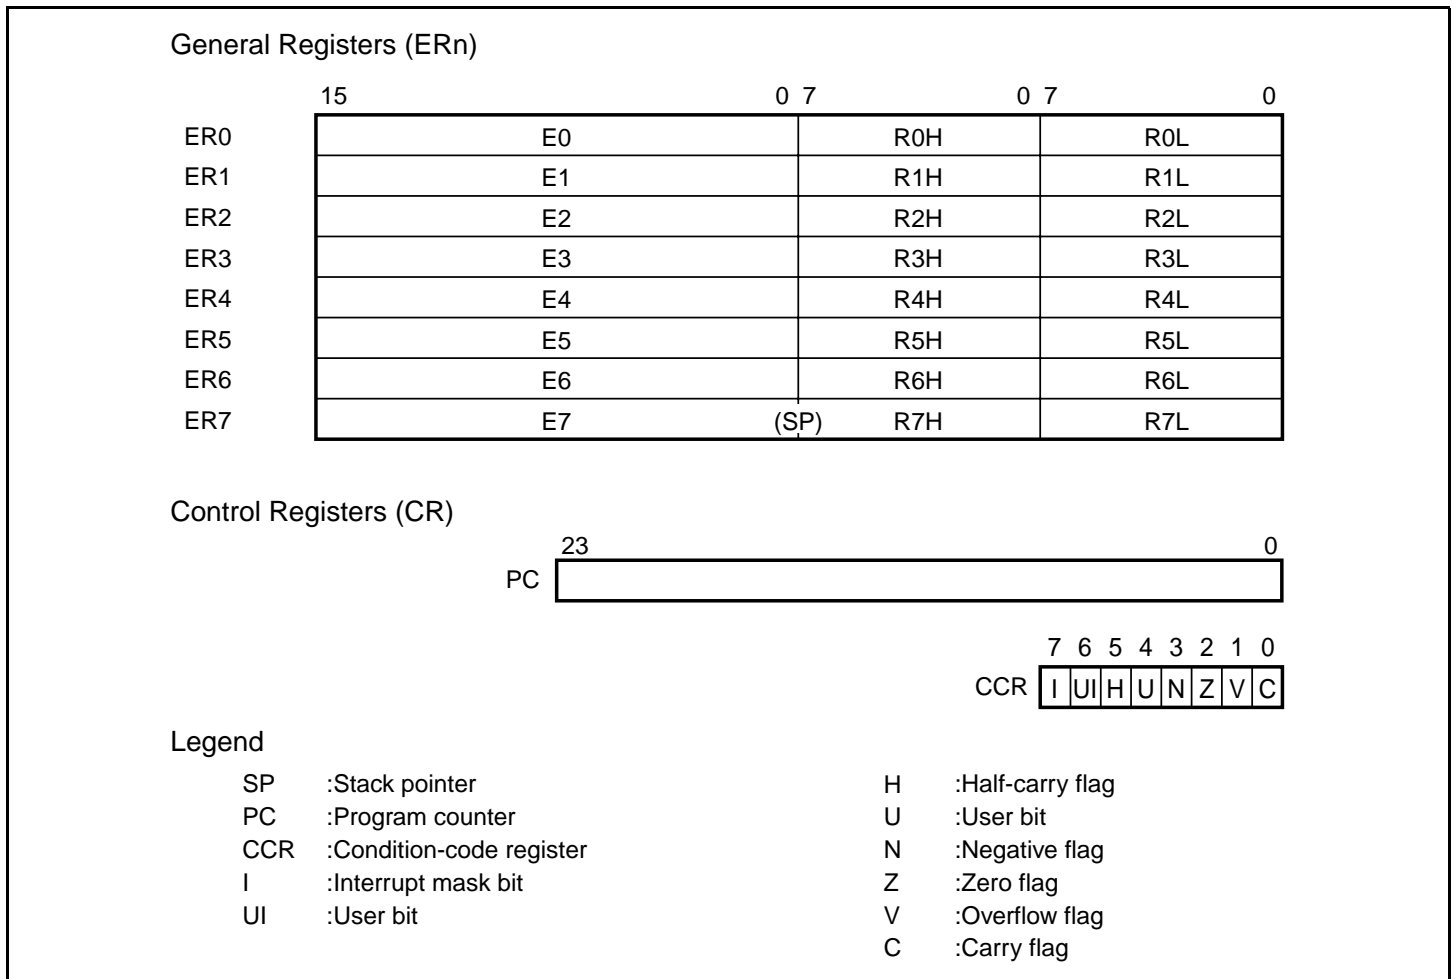 General Registers (ERn)
15 0 7 0 7 0
ER0 E0 R0H R0L
ER1 E1 R1H R1L
ER2 E2 R2H R2L
ER3 E3 R3H R3L
ER4 E4 R4H R4L
ER5 E5 R5H R5L
ER6 E6 R6H R6L
ER7 E7 (SP) R7H R7L
Control Registers (CR)
23 0
PC
7 6 5 4 3 2 1 0
CCR I UI H U N Z V C
Legend
SP :Stack pointer
PC :Program counter
CCR :Condition-code register
I :Interrupt mask bit
UI :User bit
H :Half-carry flag
U :User bit
N :Negative flag
Z :Zero flag
V :Overflow flag
C :Carry flag